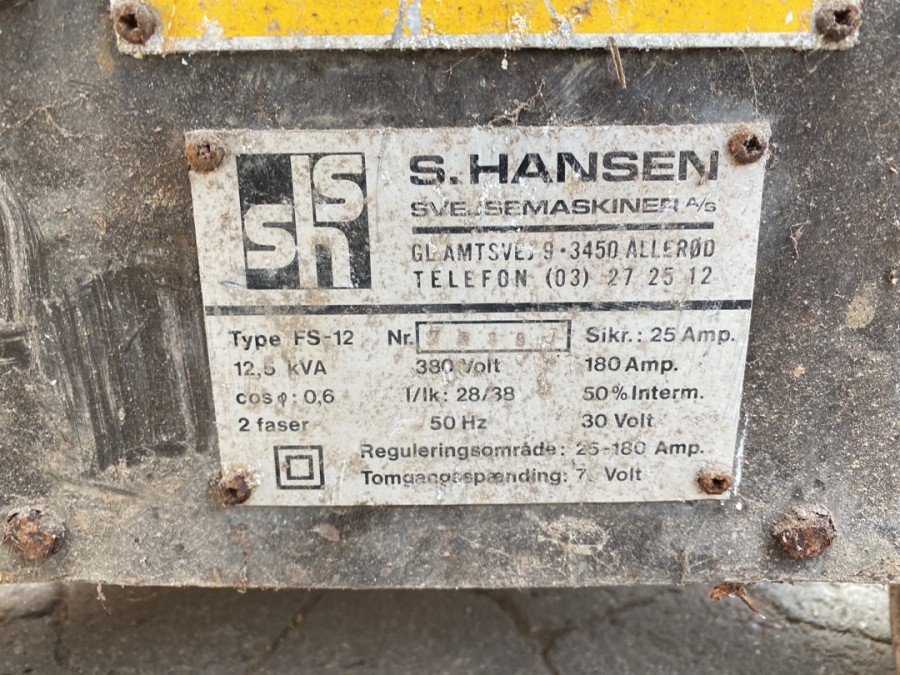 S
S
S h
S. HANSEN
SVEJSEMASKINER A/S
GL. AMTSVEJ 9 · 3450 ALLERØD
TELEFON (03) 27 25 12
Type FS-12 Nr. Sikr.: 25 Amp.
12,5 kVA 380 Volt 180 Amp.
cos φ: 0,6 I/Ik: 28/38 50% Interm.
2 faser 50 Hz 30 Volt
Reguleringsområde: 25-180 Amp.
Tomgangsspænding: Volt